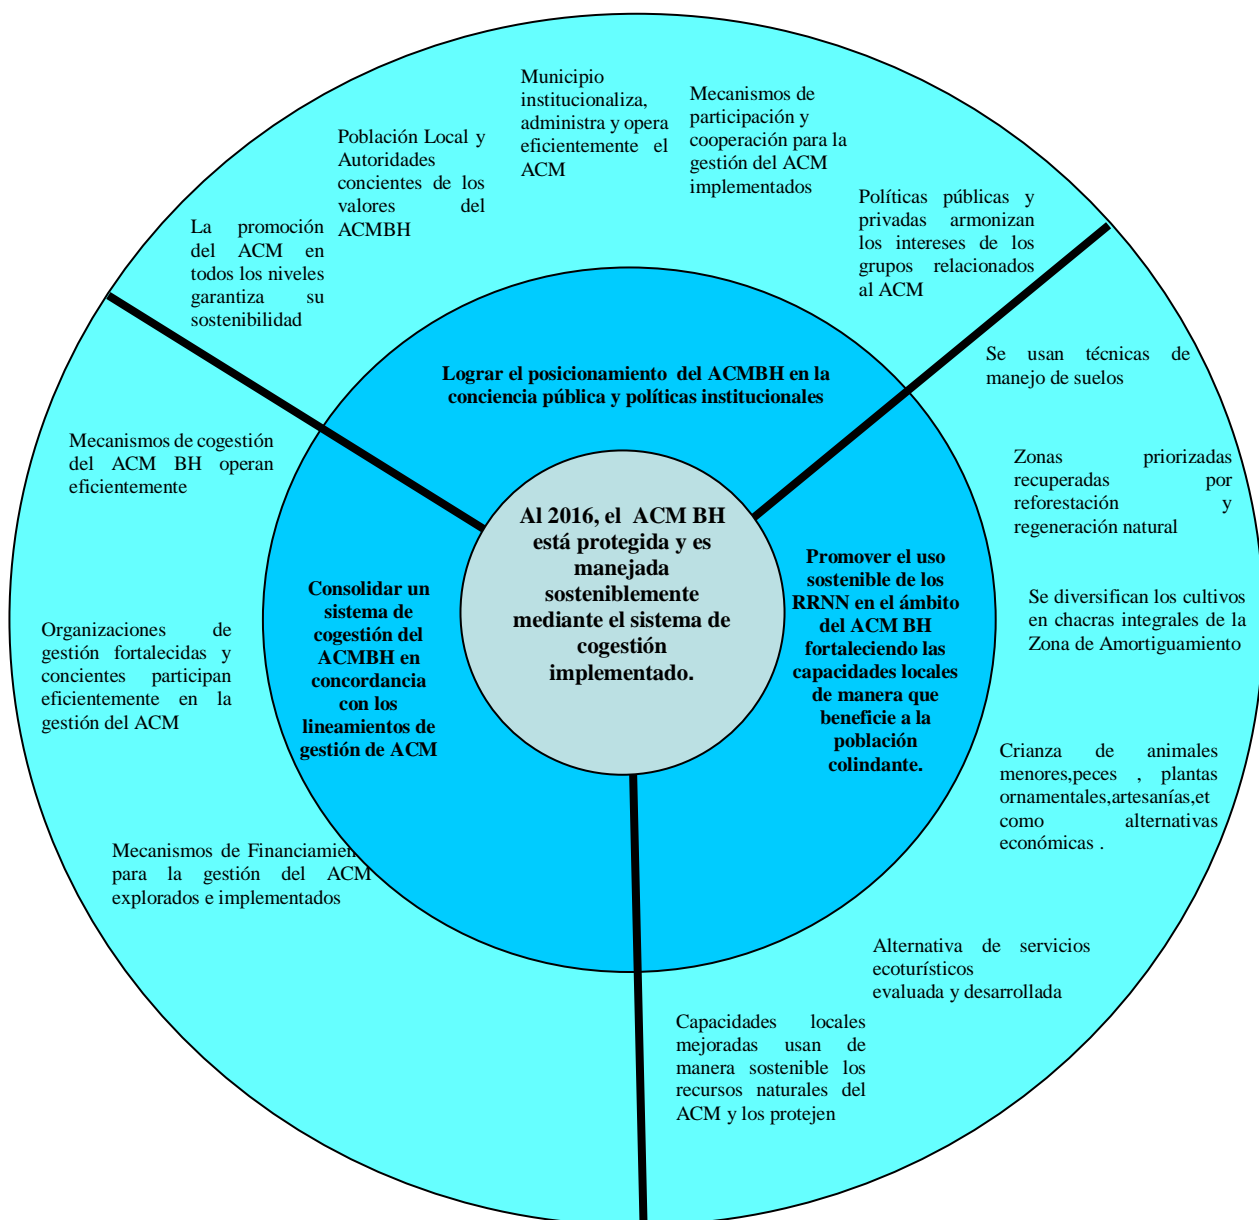 Municipio
institucionaliza,
administra y opera
eficientemente el
ACM
Mecanismos de
participación y
cooperación para la
gestión del ACM
implementados
Población Local y
Autoridades
concientes de los
valores del
ACMBH
Políticas públicas y
privadas armonizan
los intereses de los
grupos relacionados
al ACM
La promoción
del ACM en
todos los niveles
garantiza su
sostenibilidad
Se usan técnicas de
manejo de suelos
Lograr el posicionamiento del ACMBH en la
conciencia pública y políticas institucionales
Mecanismos de cogestión
del ACM BH operan
eficientemente
Zonas priorizadas
recuperadas por
reforestación y
regeneración natural
Al 2016, el ACM BH
está protegida y es
manejada
sosteniblemente
mediante el sistema de
cogestión
implementado.
Promover el uso
sostenible de los
RRNN en el ámbito
del ACM BH
fortaleciendo las
capacidades locales
de manera que
beneficie a la
población
colindante.
Consolidar un
sistema de
cogestión del
ACMBH en
concordancia
con los
lineamientos de
gestión de ACM
Se diversifican los cultivos
en chacras integrales de la
Zona de Amortiguamiento
Organizaciones de
gestión fortalecidas y
concientes participan
eficientemente en la
gestión del ACM
Crianza de animales
menores,peces , plantas
ornamentales,artesanías,et
como alternativas
económicas .
Mecanismos de Financiamien
para la gestión del ACM
explorados e implementados
Alternativa de servicios
ecoturísticos
evaluada y desarrollada
Capacidades locales
mejoradas usan de
manera sostenible los
recursos naturales del
ACM y los protejen